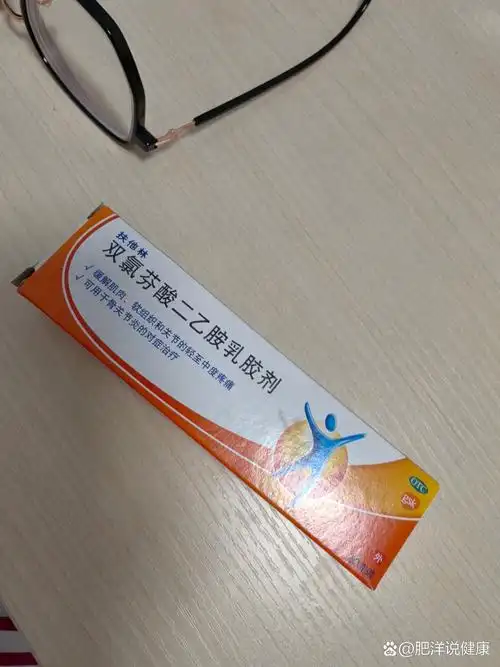 扶他林
双氯芬酸二乙胺乳胶剂
√ 缓解肌肉、软组织和关节的轻至中度疼痛
√ 可用于骨关节炎的对症治疗
OTC
gsk
外
@肥洋说健康